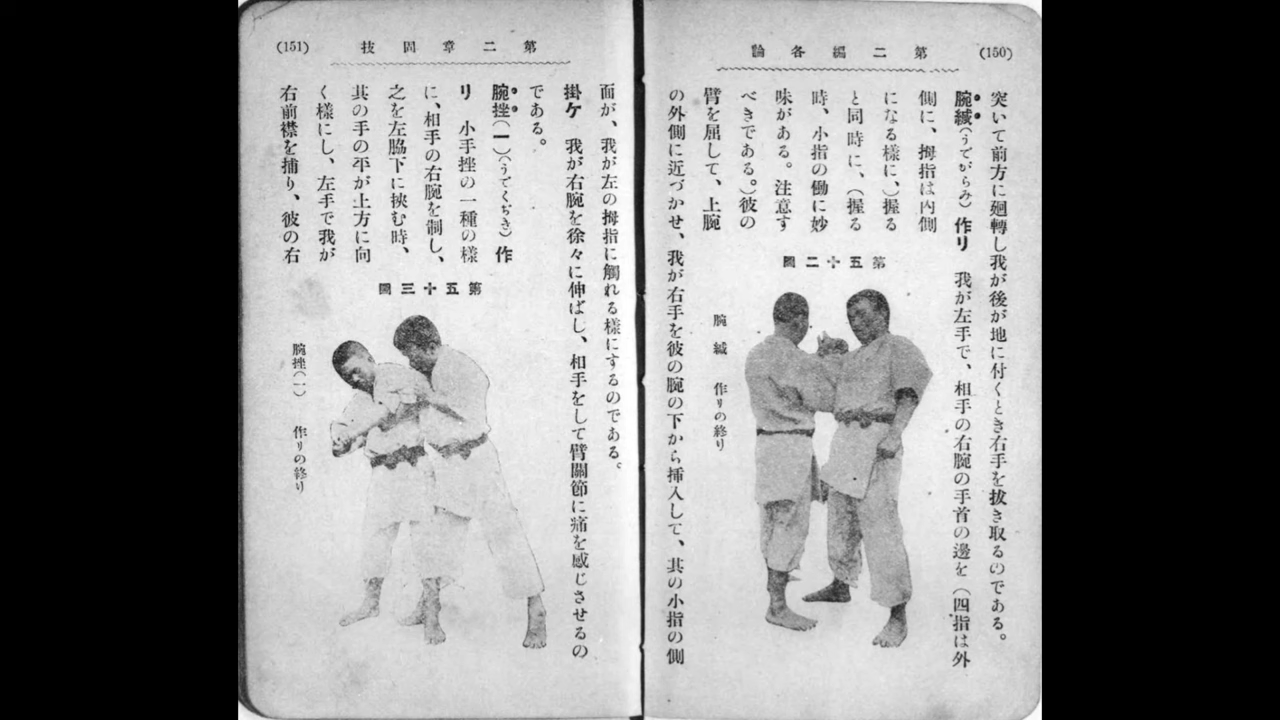 (150)
第二編各論
突いて前方に廻轉し我が後が地に付くとき右手を抜き取るのである。
腕緘(うでがらみ)作リ 我が左手で、相手の右腕の手首の邊を(四指は外
側に、拇指は内側
になる樣に、)握る
と同時に、(握る
時、小指の働に妙
味がある。注意す
べきである。)彼の
臂を屈して、上腕
の外側に近づかせ、我が右手を彼の腕の下から挿入して、其の小指の側
第五十二圖
腕緘 作りの終り
(151)
第二章固技
面が、我が左の拇指に觸れる樣にするのである。
掛ケ 我が右腕を徐々に伸ばし、相手をして臂關節に痛を感じさせるの
である。
腕挫(一)(うでくぢき)作
リ 小手挫の一種の樣
に、相手の右腕を制し、
之を左脇下に挾む時、
其の手の平が上方に向
く樣にし、左手で我が
右前襟を捕り、彼の右
第五十三圖
腕挫(一) 作りの終り